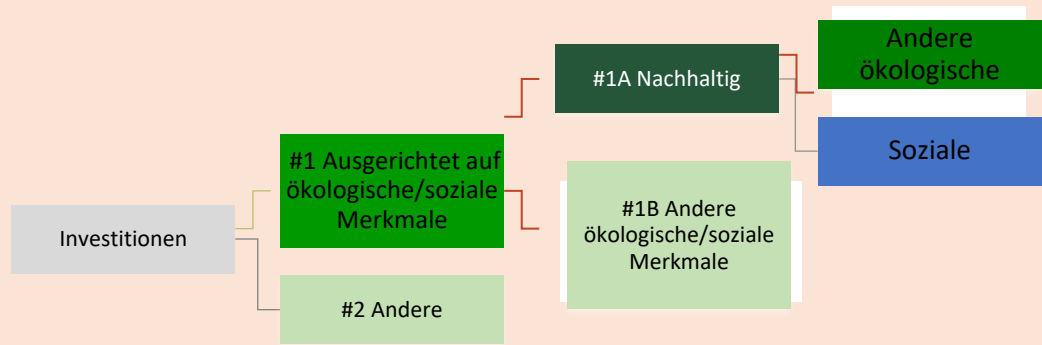 Investitionen
#1 Ausgerichtet auf
ökologische/soziale
Merkmale
#2 Andere
#1A Nachhaltig
#1B Andere
ökologische/soziale
Merkmale
Andere
ökologische
Soziale